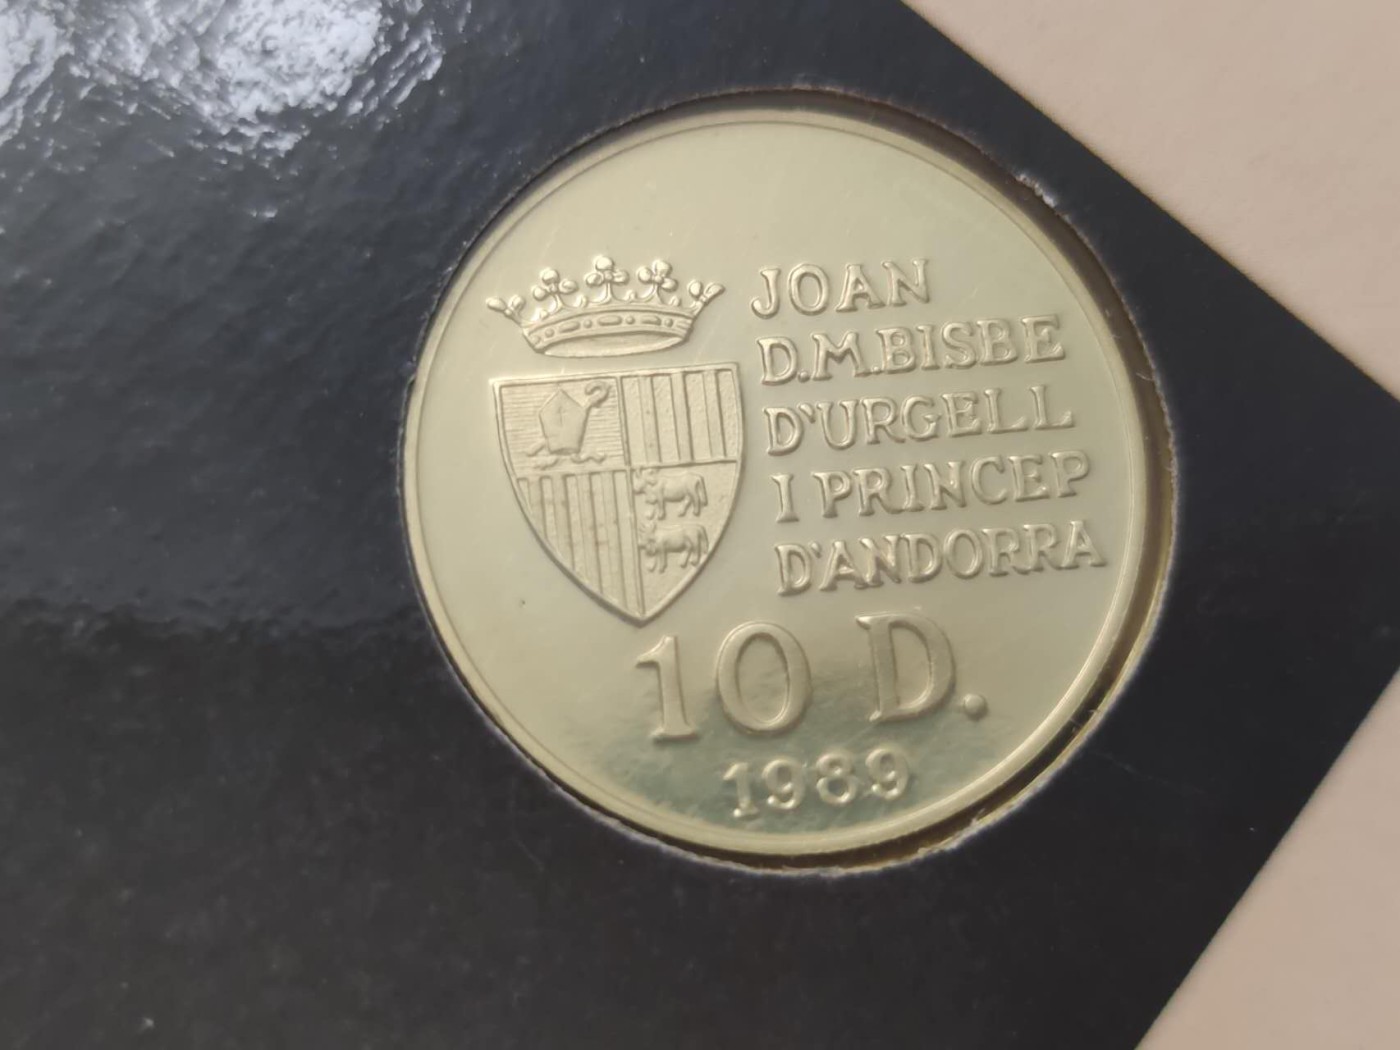 JOAN
D.M.BISBE
D'URGELL
I PRINCEP
D'ANDORRA
10 D.
1989